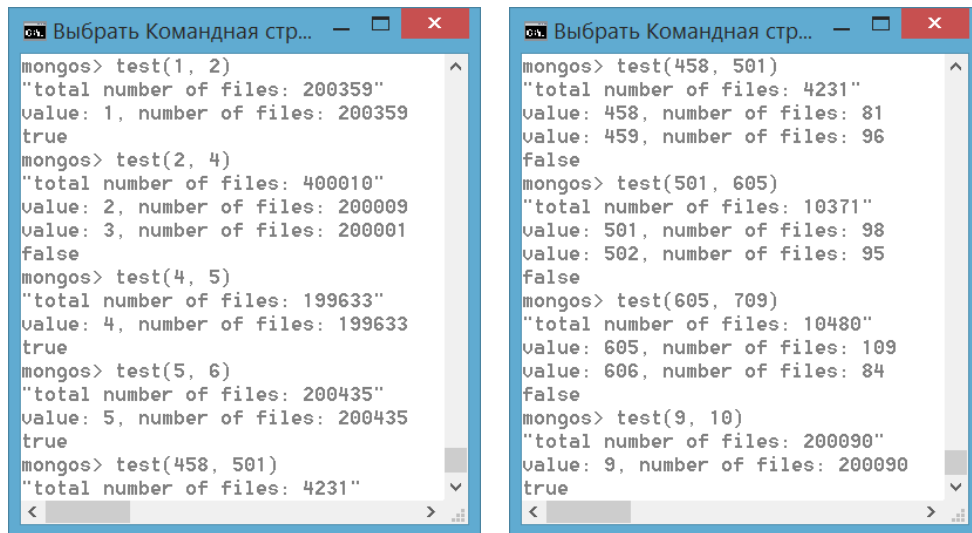 Выбрать Командная стр...
mongos> test(1, 2)
"total number of files: 200359"
value: 1, number of files: 200359
true
mongos> test(2, 4)
"total number of files: 400010"
value: 2, number of files: 200009
value: 3, number of files: 200001
false
mongos> test(4, 5)
"total number of files: 199633"
value: 4, number of files: 199633
true
mongos> test(5, 6)
"total number of files: 200435"
value: 5, number of files: 200435
true
mongos> test(458, 501)
"total number of files: 4231"
Выбрать Командная стр...
mongos> test(458, 501)
"total number of files: 4231"
value: 458, number of files: 81
value: 459, number of files: 96
false
mongos> test(501, 605)
"total number of files: 10371"
value: 501, number of files: 98
value: 502, number of files: 95
false
mongos> test(605, 709)
"total number of files: 10480"
value: 605, number of files: 109
value: 606, number of files: 84
false
mongos> test(9, 10)
"total number of files: 200090"
value: 9, number of files: 200090
true